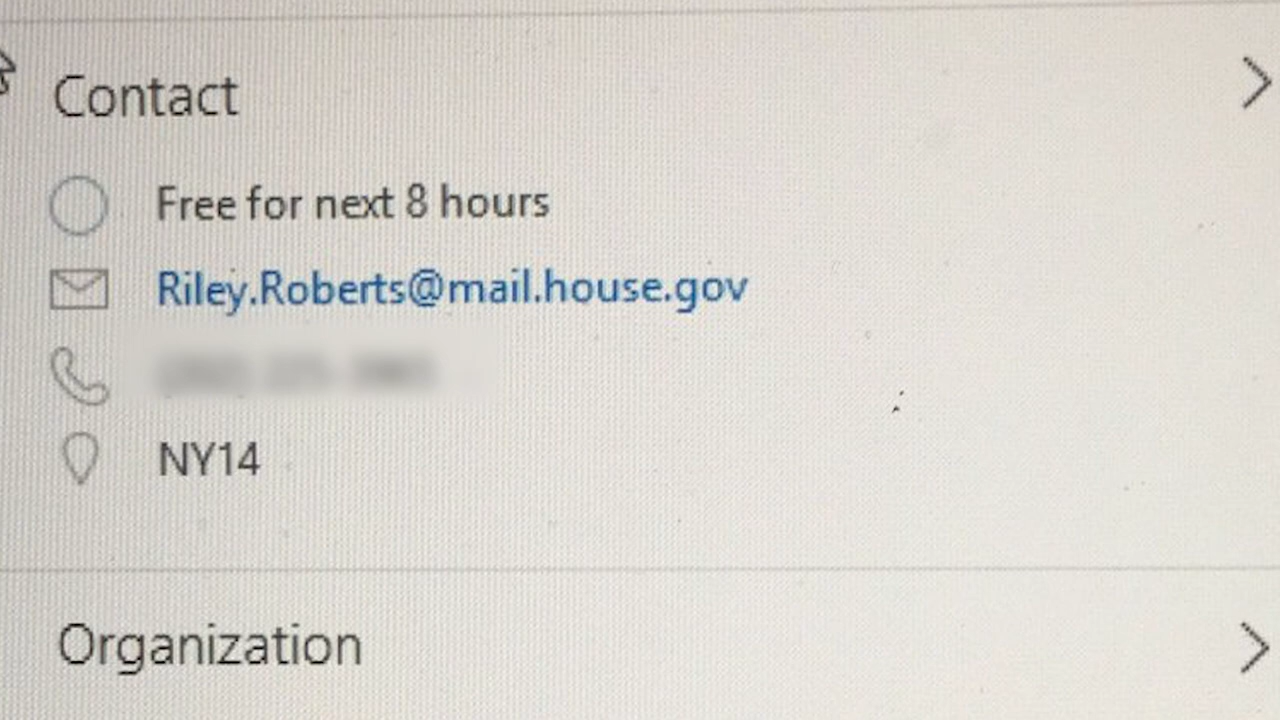 Contact
Free for next 8 hours
Riley.Roberts@mail.house.gov
NY14
Organization